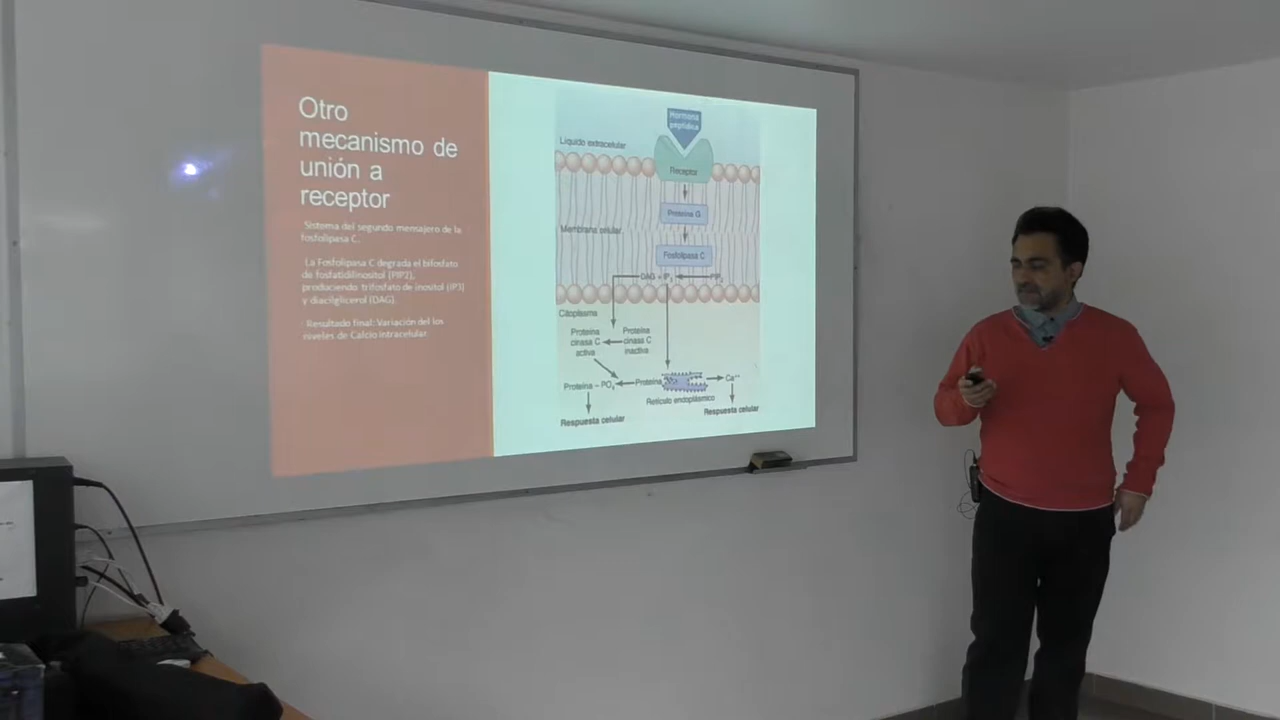 Otro
mecanismo de
unión a
receptor
Sistema del segundo mensajero de la
fosfolipasa C.
La Fosfolipasa C degrada el bifosfato
de fosfatidilinositol (PIP2),
produciendo trifosfato de inositol (IP3)
y diacilglicerol (DAG).
Resultado final: Variación del los
niveles de Calcio intracelular
Hormona
peptídica
Líquido extracelular
Receptor
Proteína G
Membrana celular
Fosfolipasa C
DAG + IP3
PIP2
Citoplasma
Proteína
cinasa C
activa
Proteína
cinasa C
inactiva
Proteína – PO4
Proteína
Ca++
Retículo endoplásmico
Respuesta celular
Respuesta celular